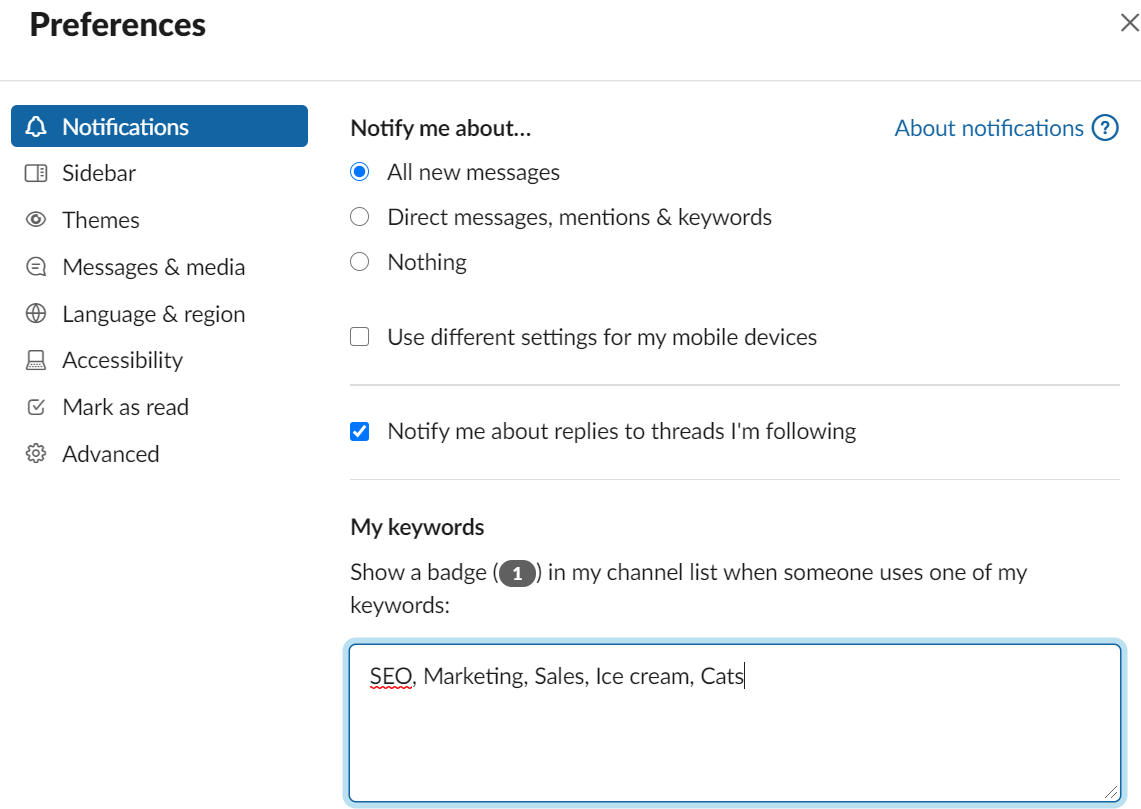 Preferences
Notifications
Sidebar
Themes
Messages & media
Language & region
Accessibility
Mark as read
Advanced
Notify me about...
About notifications ?
All new messages
Direct messages, mentions & keywords
Nothing
Use different settings for my mobile devices
Notify me about replies to threads I'm following
My keywords
Show a badge (1) in my channel list when someone uses one of my
keywords:
SEO, Marketing, Sales, Ice cream, Cats